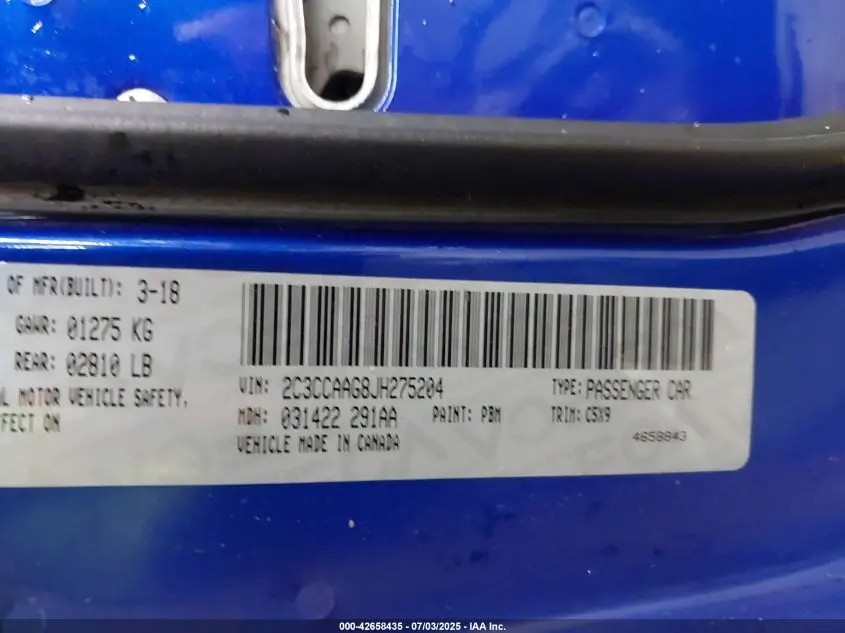 OF MFR(BUILT): 3-18
GAWR: 01275 KG
REAR: 02810 LB
MOTOR VEHICLE SAFETY,
ON
VIN: 2C3CCAAG8JH275204 TYPE: PASSENGER CAR
MDH: 031422 291AA PAINT: PBM TRIM: C5X9
VEHICLE MADE IN CANADA
4658843
000-42658435 - 07/03/2025 - IAA Inc.